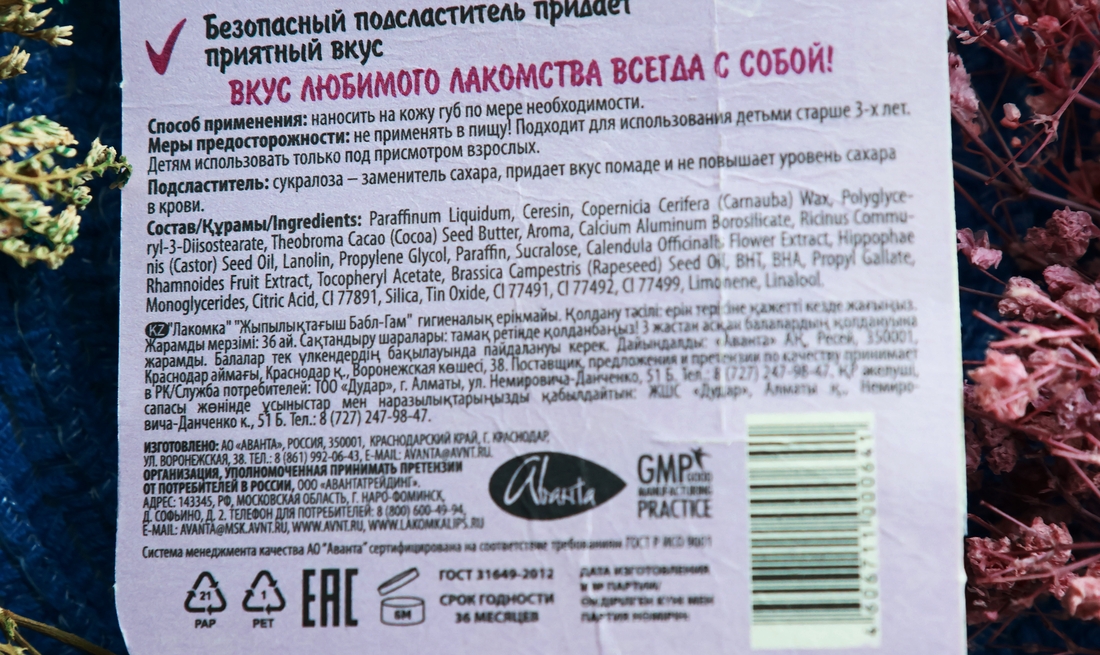 Безопасный подсластитель придает
приятный вкус
ВКУС ЛЮБИМОГО ЛАКОМСТВА ВСЕГДА С СОБОЙ!
Способ применения: наносить на кожу губ по мере необходимости.
Меры предосторожности: не применять в пищу! Подходит для использования детьми старше 3-х лет.
Детям использовать только под присмотром взрослых.
Подсластитель: сукралоза – заменитель сахара, придает вкус помаде и не повышает уровень сахара
в крови.
Состав/Құрамы/Ingredients: Paraffinum Liquidum, Ceresin, Copernicia Cerifera (Carnauba) Wax, Polyglyce-
ryl-3-Diisostearate, Theobroma Cacao (Cocoa) Seed Butter, Aroma, Calcium Aluminum Borosilicate, Ricinus Commu-
nis (Castor) Seed Oil, Lanolin, Propylene Glycol, Paraffin, Sucralose, Calendula Officinalis Flower Extract, Hippophae
Rhamnoides Fruit Extract, Tocopheryl Acetate, Brassica Campestris (Rapeseed) Seed Oil, BHT, BHA, Propyl Gallate,
Monoglycerides, Citric Acid, CI 77891, Silica, Tin Oxide, CI 77491, CI 77492, CI 77499, Limonene, Linalool.
KZ "Лакомка" "Жыпылықтағыш Бабл-Гам" гигиеналық ерінмайы. Қолдану тәсілі: ерін терісіне қажетті кезде жағыңыз.
Жарамды мерзімі: 36 ай. Сақтандыру шаралары: тамақ ретінде қолданбаңыз! 3 жастан асқан балалардың қолдануына
жарамды. Балалар тек үлкендердің бақылауында пайдалануы керек. Дайындалды: «Аванта» АҚ, Ресей, 350001,
Краснодар аймағы, Краснодар қ., Воронежская көшесі, 38. Поставщик, предложения и претензии по качеству принимает
в РК/Служба потребителей: ТОО «Дудар», г. Алматы, ул. Немировича-Данченко, 51 Б. Тел.: 8 (727) 247-98-47. ҚР жеткізуші,
сапасы жөнінде ұсыныстар мен наразылықтарыңызды қабылдайтын: ЖШС «Дудар», Алматы қ., Немиро-
вича-Данченко к., 51 Б. Тел.: 8 (727) 247-98-47.
ИЗГОТОВЛЕНО: АО «АВАНТА», РОССИЯ, 350001, КРАСНОДАРСКИЙ КРАЙ, Г. КРАСНОДАР,
УЛ. ВОРОНЕЖСКАЯ, 38. ТЕЛ.: 8 (861) 992-06-43, E-MAIL: AVANTA@AVNT.RU.
ОРГАНИЗАЦИЯ, УПОЛНОМОЧЕННАЯ ПРИНИМАТЬ ПРЕТЕНЗИИ
ОТ ПОТРЕБИТЕЛЕЙ В РОССИИ, ООО «АВАНТАТРЕЙДИНГ».
АДРЕС: 143345, РФ, МОСКОВСКАЯ ОБЛАСТЬ, Г. НАРО-ФОМИНСК,
Д. СОФЬИНО, Д. 2. ТЕЛЕФОН ДЛЯ ПОТРЕБИТЕЛЕЙ: 8 (800) 600-49-94,
E-MAIL: AVANTA@MSK.AVNT.RU, WWW.AVNT.RU, WWW.LAKOMKALIPS.RU
Avanta
GMP GOOD
MANUFACTURING
PRACTICE
Система менеджмента качества АО "Аванта" сертифицирована на соответствие требованиям ГОСТ Р ИСО 9001
21
PAP
1
PET
EAC
6M
ГОСТ 31649-2012
СРОК ГОДНОСТИ
36 МЕСЯЦЕВ
ДАТА ИЗГОТОВЛЕНИЯ
И № ПАРТИИ/